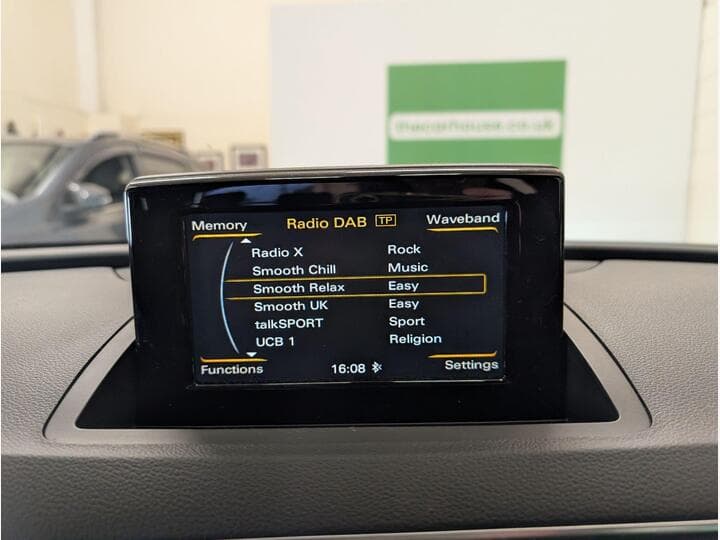 thecarhouse.co.uk
Memory Radio DAB TP Waveband
Radio X Rock
Smooth Chill Music
Smooth Relax Easy
Smooth UK Easy
talkSPORT Sport
UCB 1 Religion
Functions 16:08 Settings